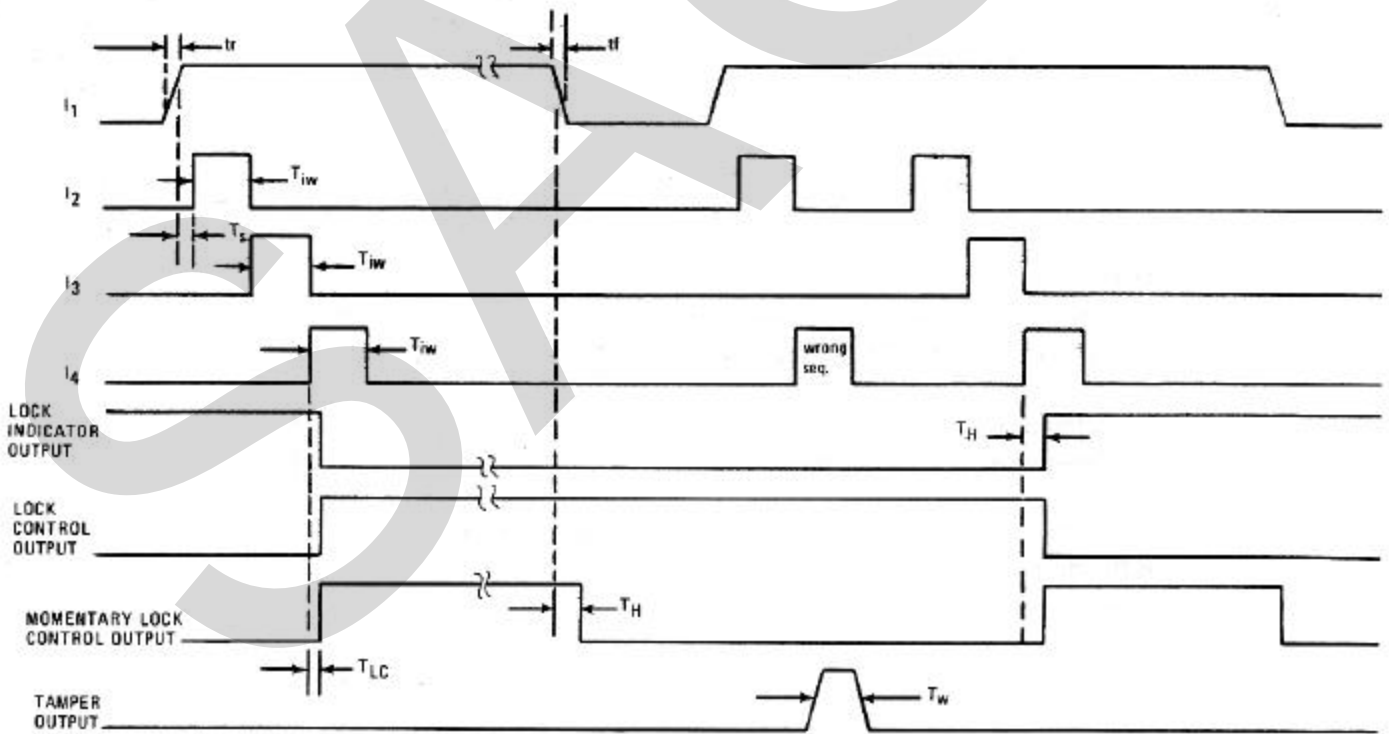 tr
tf
I1
I2
Tiw
Ts
I3
Tiw
I4
Tiw
wrong
seq.
LOCK
INDICATOR
OUTPUT
TH
LOCK
CONTROL
OUTPUT
MOMENTARY LOCK
CONTROL OUTPUT
TH
TLC
TAMPER
OUTPUT
Tw